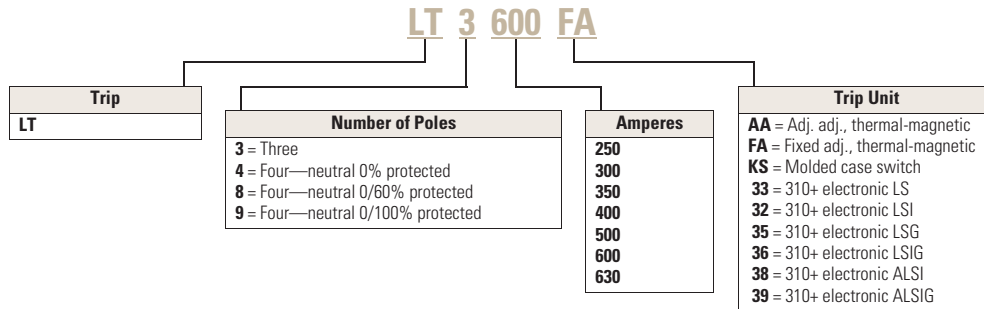 LT 3 600 FA
Trip
LT
Number of Poles
3 = Three
4 = Four—neutral 0% protected
8 = Four—neutral 0/60% protected
9 = Four—neutral 0/100% protected
Amperes
250
300
350
400
500
600
630
Trip Unit
AA = Adj. adj., thermal-magnetic
FA = Fixed adj., thermal-magnetic
KS = Molded case switch
33 = 310+ electronic LS
32 = 310+ electronic LSI
35 = 310+ electronic LSG
36 = 310+ electronic LSIG
38 = 310+ electronic ALSI
39 = 310+ electronic ALSIG